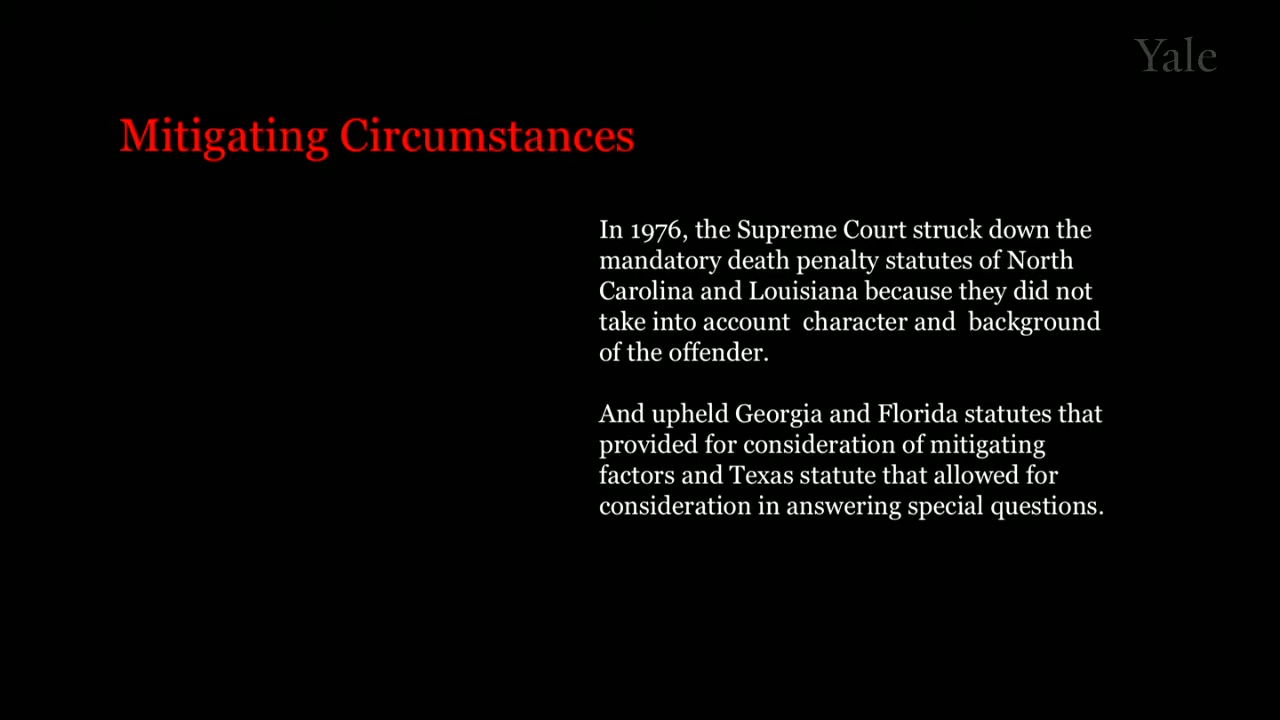 Yale
Mitigating Circumstances
In 1976, the Supreme Court struck down the
mandatory death penalty statutes of North
Carolina and Louisiana because they did not
take into account  character and  background
of the offender.
And upheld Georgia and Florida statutes that
provided for consideration of mitigating
factors and Texas statute that allowed for
consideration in answering special questions.